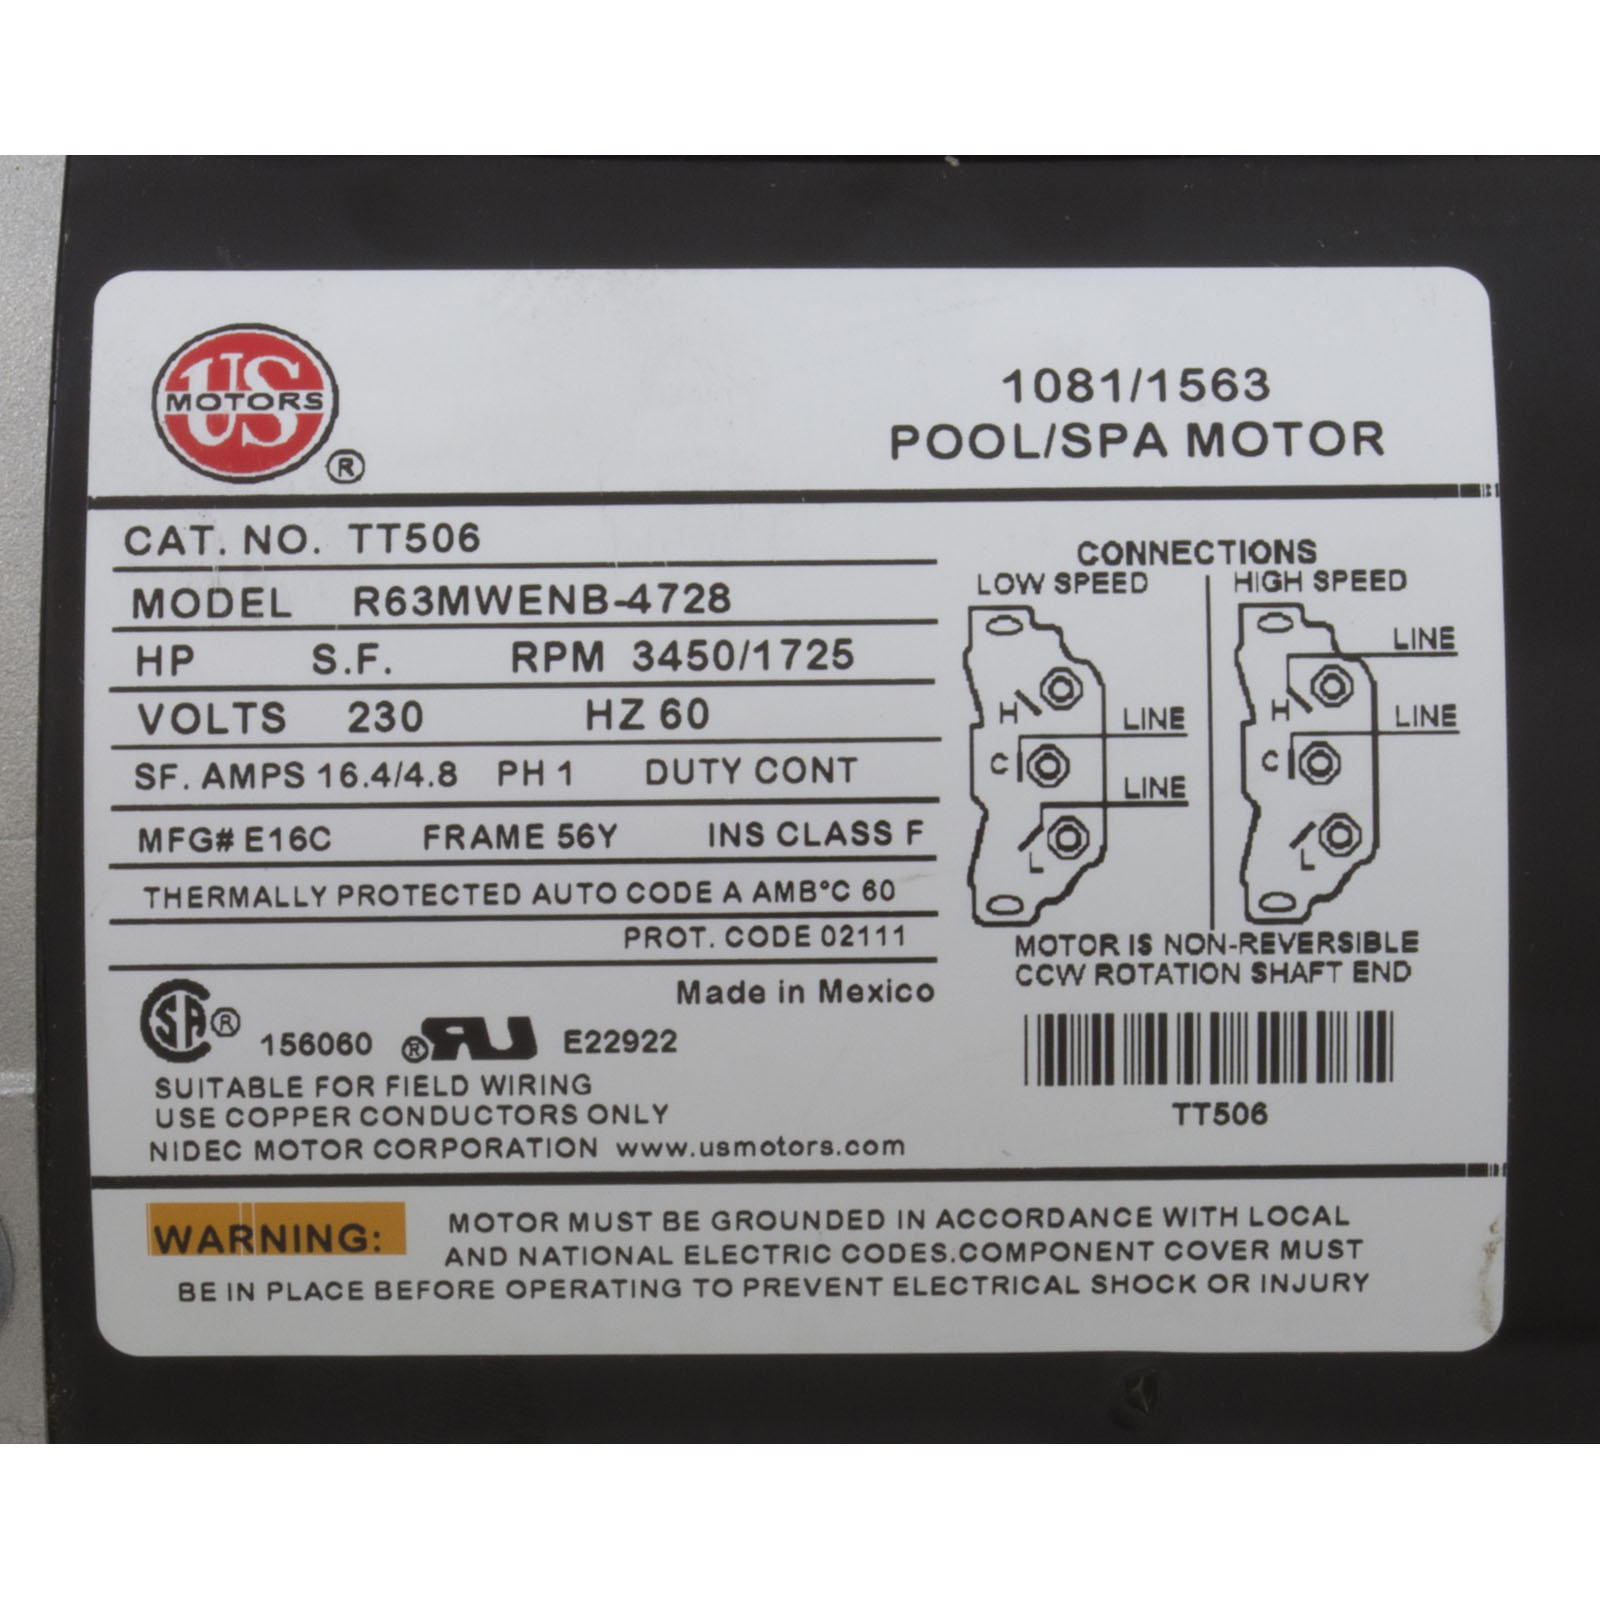 US
MOTORS
®
1081/1563
POOL/SPA MOTOR
CAT. NO. TT506
MODEL R63MWENB-4728
HP S.F. RPM 3450/1725
VOLTS 230 HZ 60
SF. AMPS 16.4/4.8 PH 1 DUTY CONT
MFG# E16C FRAME 56Y INS CLASS F
THERMALLY PROTECTED AUTO CODE A AMB°C 60
PROT. CODE 02111
Made in Mexico
SA ® 156060 ® RU E22922
SUITABLE FOR FIELD WIRING
USE COPPER CONDUCTORS ONLY
NIDEC MOTOR CORPORATION www.usmotors.com
CONNECTIONS
LOW SPEED HIGH SPEED
H LINE
C LINE
L
H LINE
C LINE
L
MOTOR IS NON-REVERSIBLE
CCW ROTATION SHAFT END
TT506
WARNING: MOTOR MUST BE GROUNDED IN ACCORDANCE WITH LOCAL
AND NATIONAL ELECTRIC CODES.COMPONENT COVER MUST
BE IN PLACE BEFORE OPERATING TO PREVENT ELECTRICAL SHOCK OR INJURY